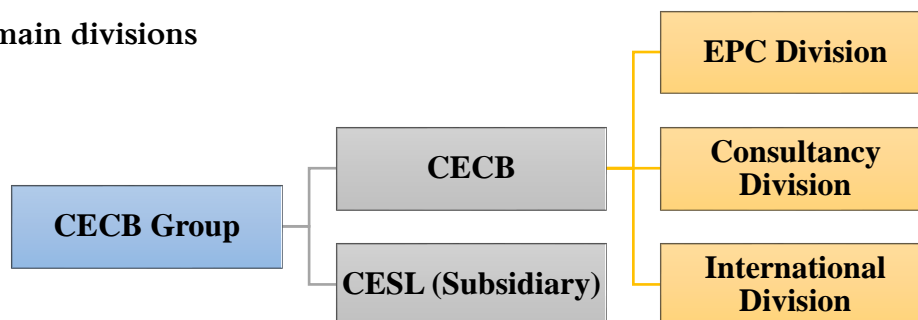 main divisions
EPC Division
CECB
Consultancy
Division
CECB Group
CESL (Subsidiary)
International
Division